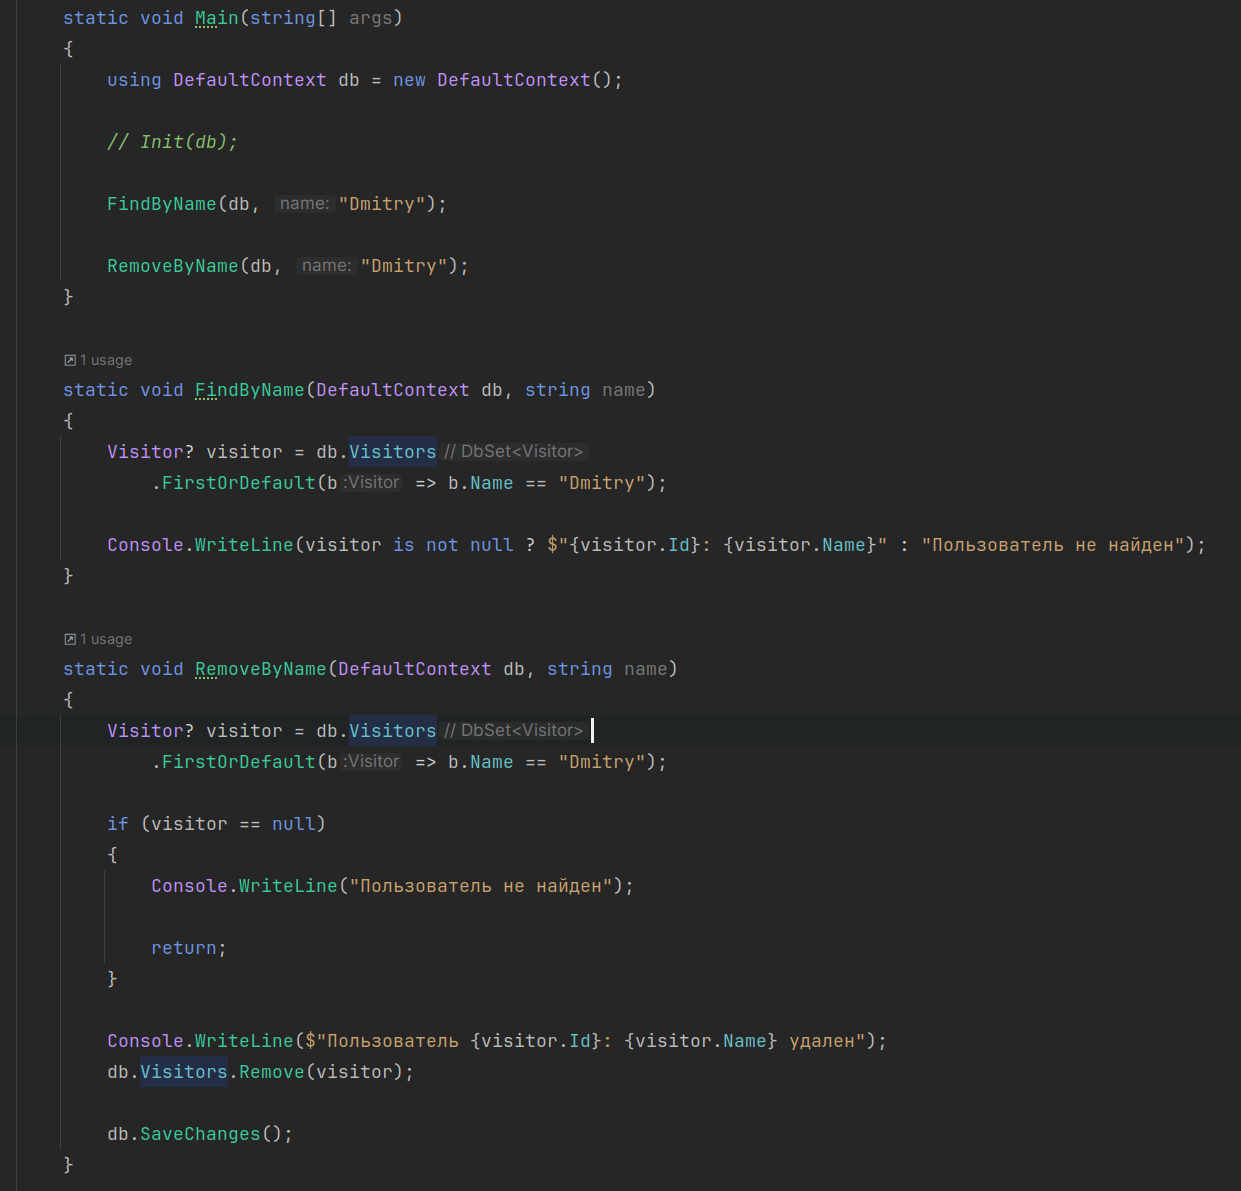 static void Main(string[] args)
{
using DefaultContext db = new DefaultContext();
// Init(db);
FindByName(db, name: "Dmitry");
RemoveByName(db, name: "Dmitry");
}
1 usage
static void FindByName(DefaultContext db, string name)
{
Visitor? visitor = db.Visitors // DbSet<Visitor>
.FirstOrDefault(b :Visitor => b.Name == "Dmitry");
Console.WriteLine(visitor is not null ? $"{visitor.Id}: {visitor.Name}" : "Пользователь не найден");
}
1 usage
static void RemoveByName(DefaultContext db, string name)
{
Visitor? visitor = db.Visitors // DbSet<Visitor>
.FirstOrDefault(b :Visitor => b.Name == "Dmitry");
if (visitor == null)
{
Console.WriteLine("Пользователь не найден");
return;
}
Console.WriteLine($"Пользователь {visitor.Id}: {visitor.Name} удален");
db.Visitors.Remove(visitor);
db.SaveChanges();
}